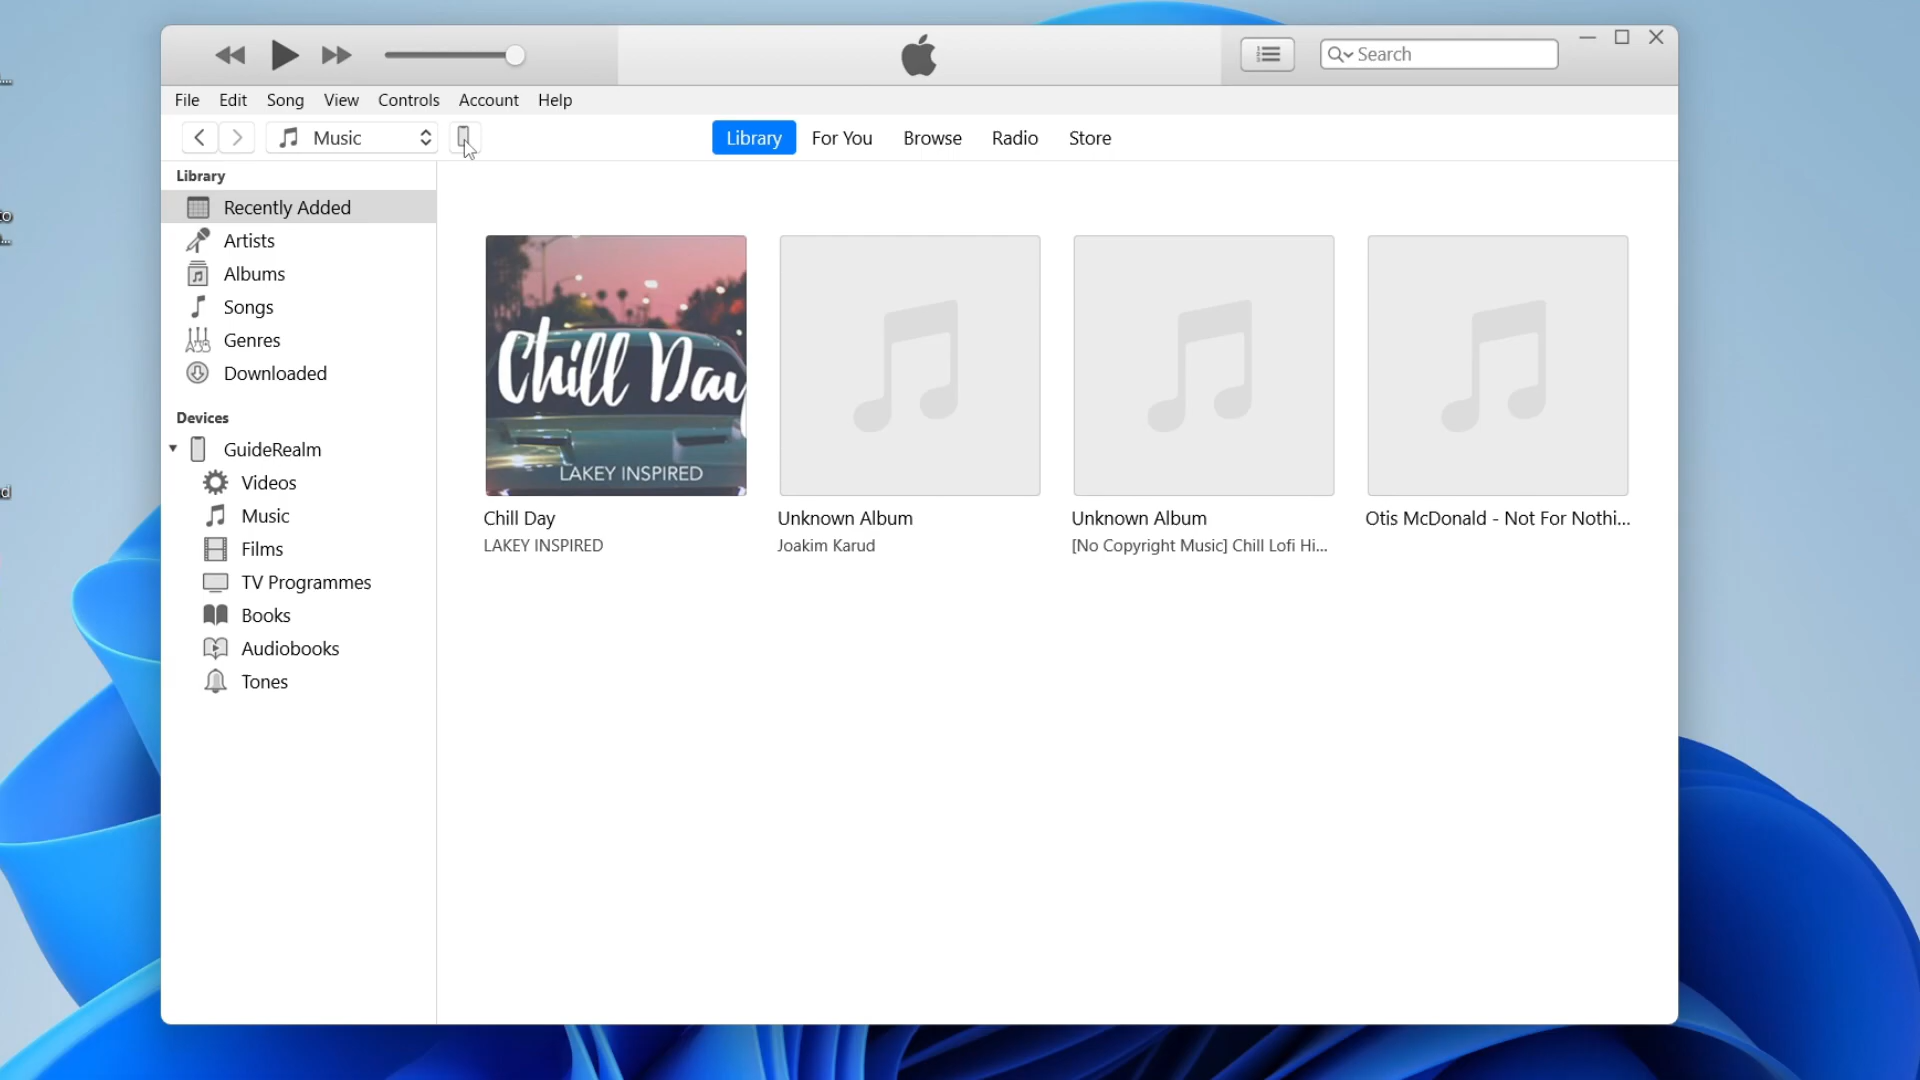 Search
File Edit Song View Controls Account Help
Music
Library For You Browse Radio Store
Library
Recently Added
Artists
Albums
Songs
Genres
Downloaded
Devices
GuideRealm
Videos
Music
Films
TV Programmes
Books
Audiobooks
Tones
Chill Day
LAKEY INSPIRED
Chill Day
LAKEY INSPIRED
Unknown Album
Joakim Karud
Unknown Album
[No Copyright Music] Chill Lofi Hi...
Otis McDonald - Not For Nothi...